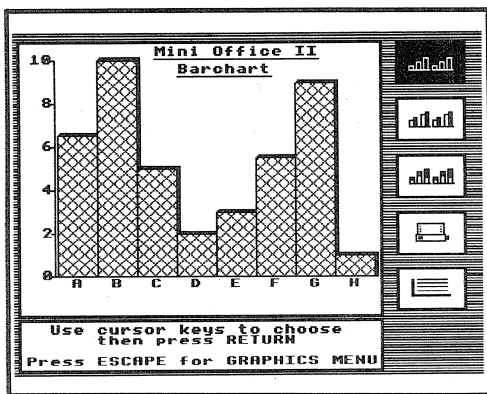 Mini Office II
Barchart
10
8
6
4
2
0
A B C D E F G H
Use cursor keys to choose
then press RETURN
Press ESCAPE for GRAPHICS MENU